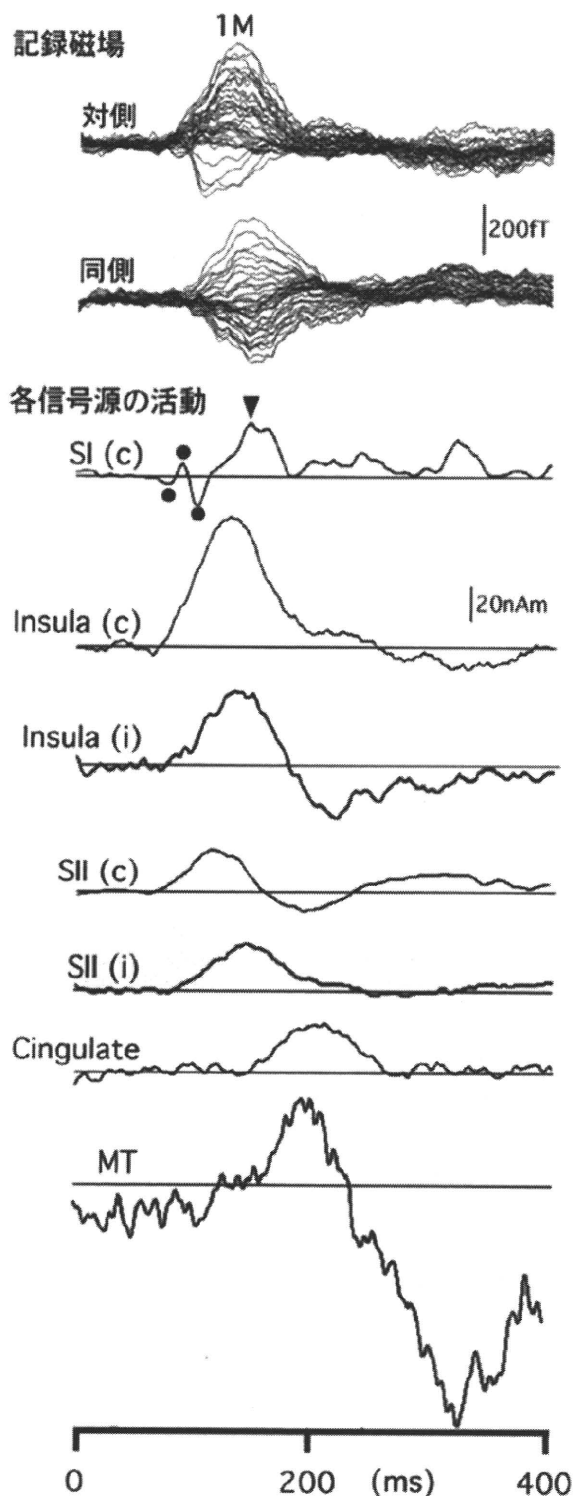 1M
記録磁場
対側
200fT
同側
各信号源の活動
SI (c)
20nAm
Insula (c)
Insula (i)
SII (c)
SII (i)
Cingulate
MT
0 200 (ms) 400